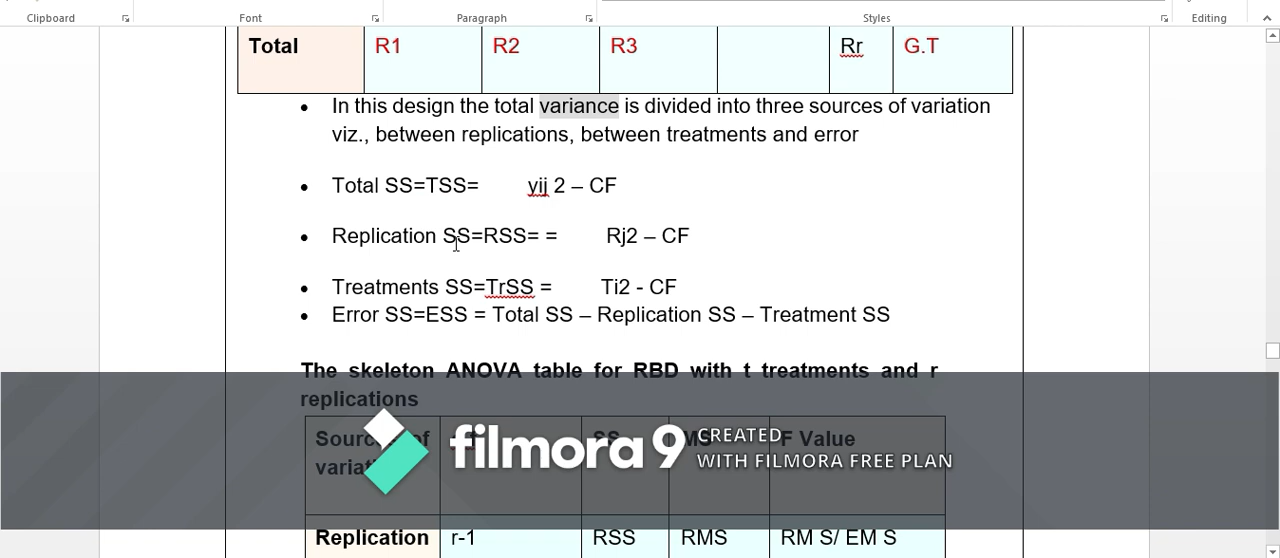 Clipboard Font Paragraph Styles Editing
Total R1 R2 R3 Rr G.T
• In this design the total variance is divided into three sources of variation
viz., between replications, between treatments and error
• Total SS=TSS= yij 2 – CF
• Replication SS=RSS= = Rj2 – CF
• Treatments SS=TrSS = Ti2 - CF
• Error SS=ESS = Total SS – Replication SS – Treatment SS
The skeleton ANOVA table for RBD with t treatments and r
replications
filmora 9 CREATED
WITH FILMORA FREE PLAN
of SS MS F Value
Replication r-1 RSS RMS RM S/ EM S